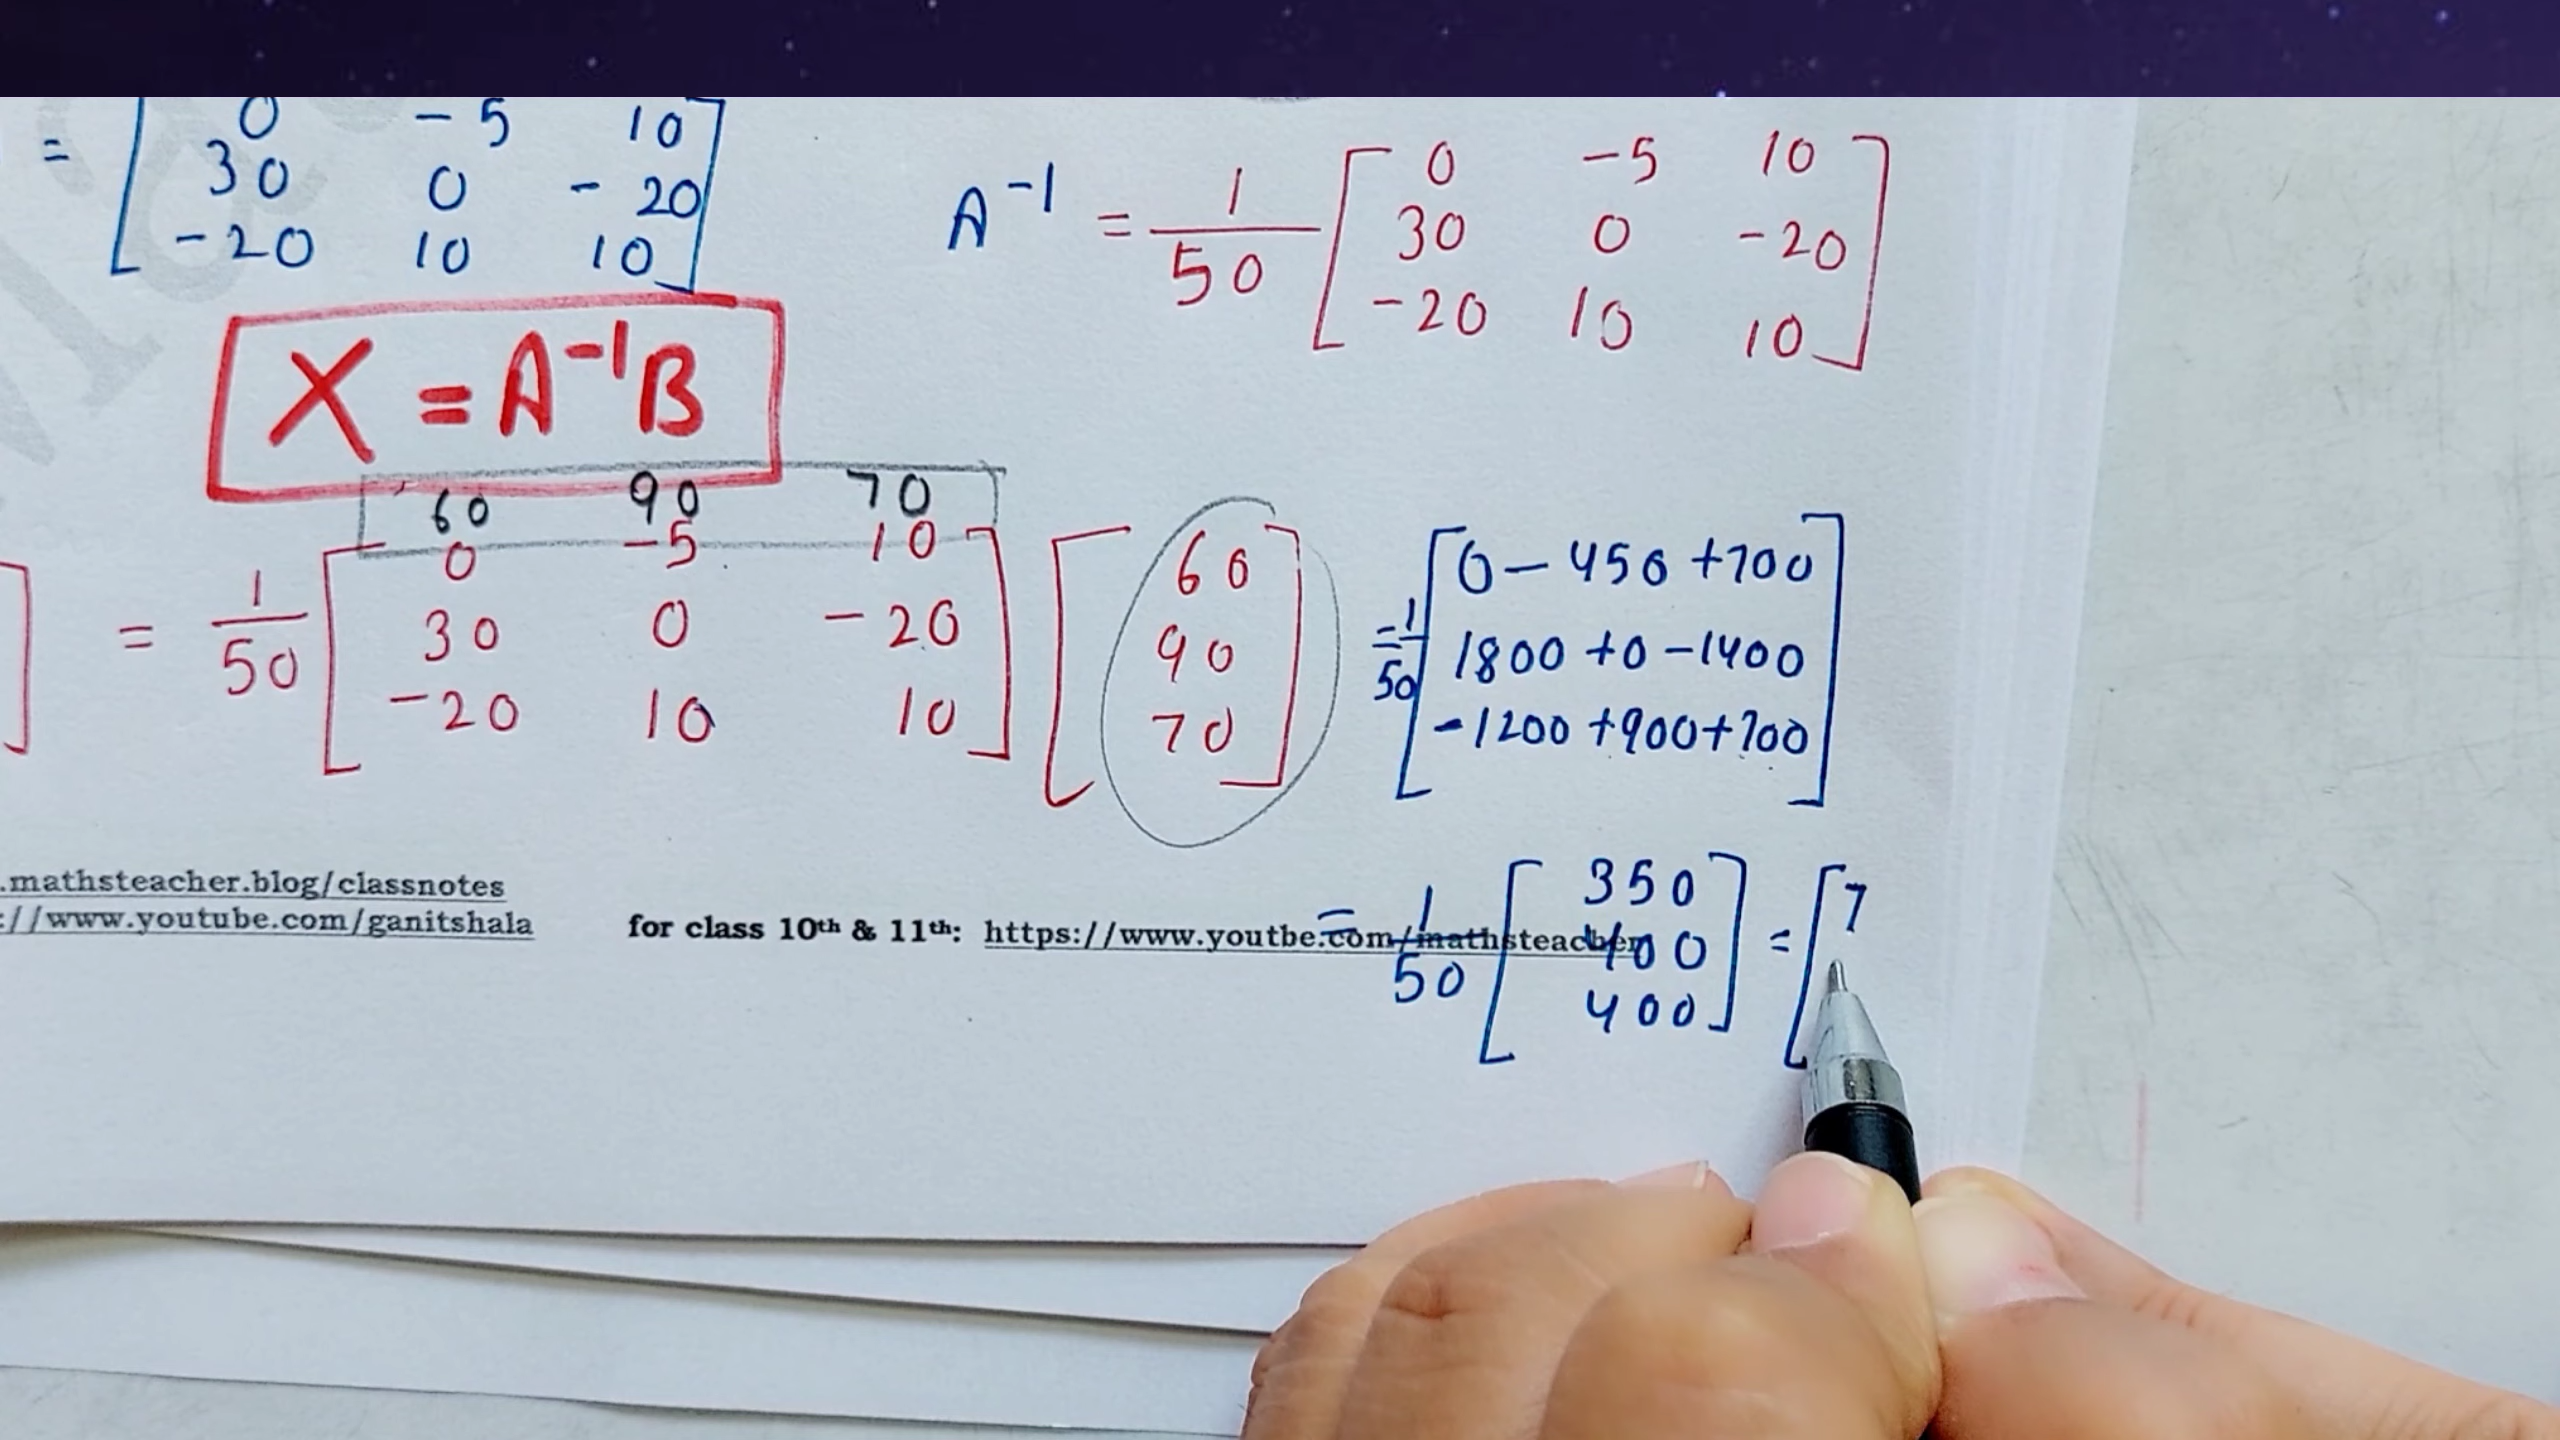 = [ 0 -5 10 ]
[ 30 0 -20 ]
[ -20 10 10 ]
A⁻¹ = 1/50 [ 0 -5 10 ]
[ 30 0 -20 ]
[ -20 10 10 ]
X = A⁻¹B
60 90 70
] = 1/50 [ 0 -5 10 ]
[ 30 0 -20 ]
[ -20 10 10 ]
[ 60 ]
[ 90 ]
[ 70 ]
= 1/50 [ 0 - 450 + 700 ]
[ 1800 + 0 - 1400 ]
[ -1200 + 900 + 700 ]
.mathsteacher.blog/classnotes
://www.youtube.com/ganitshala
for class 10th & 11th: https://www.youtbe.com/mathsteacher
= 1/50 [ 350 ]
[ 400 ]
[ 400 ]
= [ 7